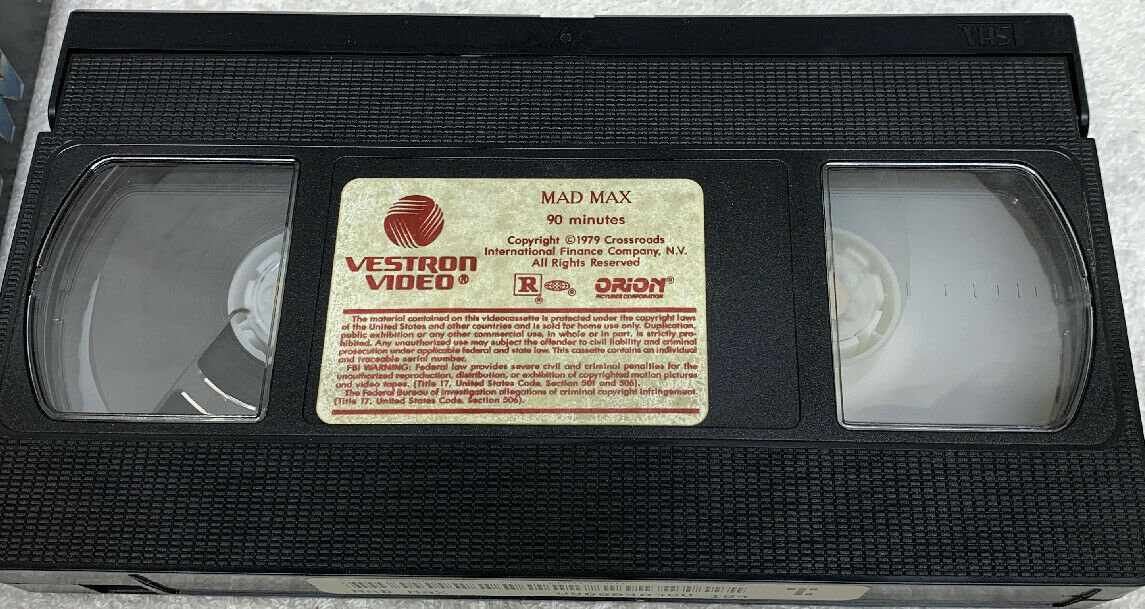 VHS
MAD MAX
90 minutes
Copyright ©1979 Crossroads
International Finance Company, N.V.
All Rights Reserved
VESTRON
VIDEO®
R ® ® ORION®
PICTURES CORPORATION
The material contained on this videocassette is protected under the copyright laws
of the United States and other countries and is sold for home use only. Duplication,
public exhibition or any other commercial use, in whole or in part, is strictly pro-
hibited. Any unauthorized use may subject the offender to civil liability and criminal
prosecution under applicable federal and state law. This cassette contains an individual
and traceable serial number.
FBI WARNING: Federal law provides severe civil and criminal penalties for the
unauthorized reproduction, distribution, or exhibition of copyrighted motion pictures
and video tapes. (Title 17, United States Code, Section 501 and 506).
The Federal Bureau of Investigation allegations of criminal copyright infringement
(Title 17, United States Code, Section 506).